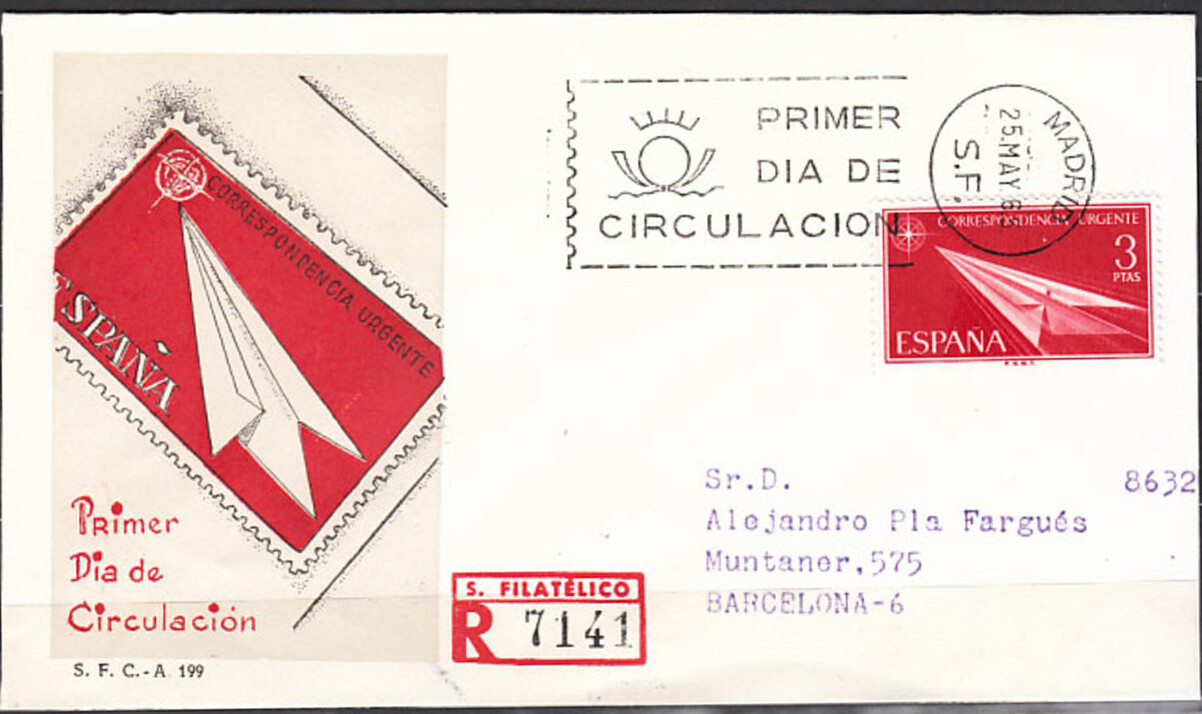 CORRESPONDENCIA URGENTE
ESPAÑA
Primer
Dia de
Circulación
S. F. C.-A. 199
PRIMER
DIA DE
CIRCULACION
MADRID
25.MAY
S.F.
CORRESPONDENCIA URGENTE
3
PTAS
ESPAÑA
F.N.M.T.
Sr.D. 8632
Alejandro Pla Fargués
Muntaner,575
BARCELONA-6
S. FILATÉLICO
R 7141